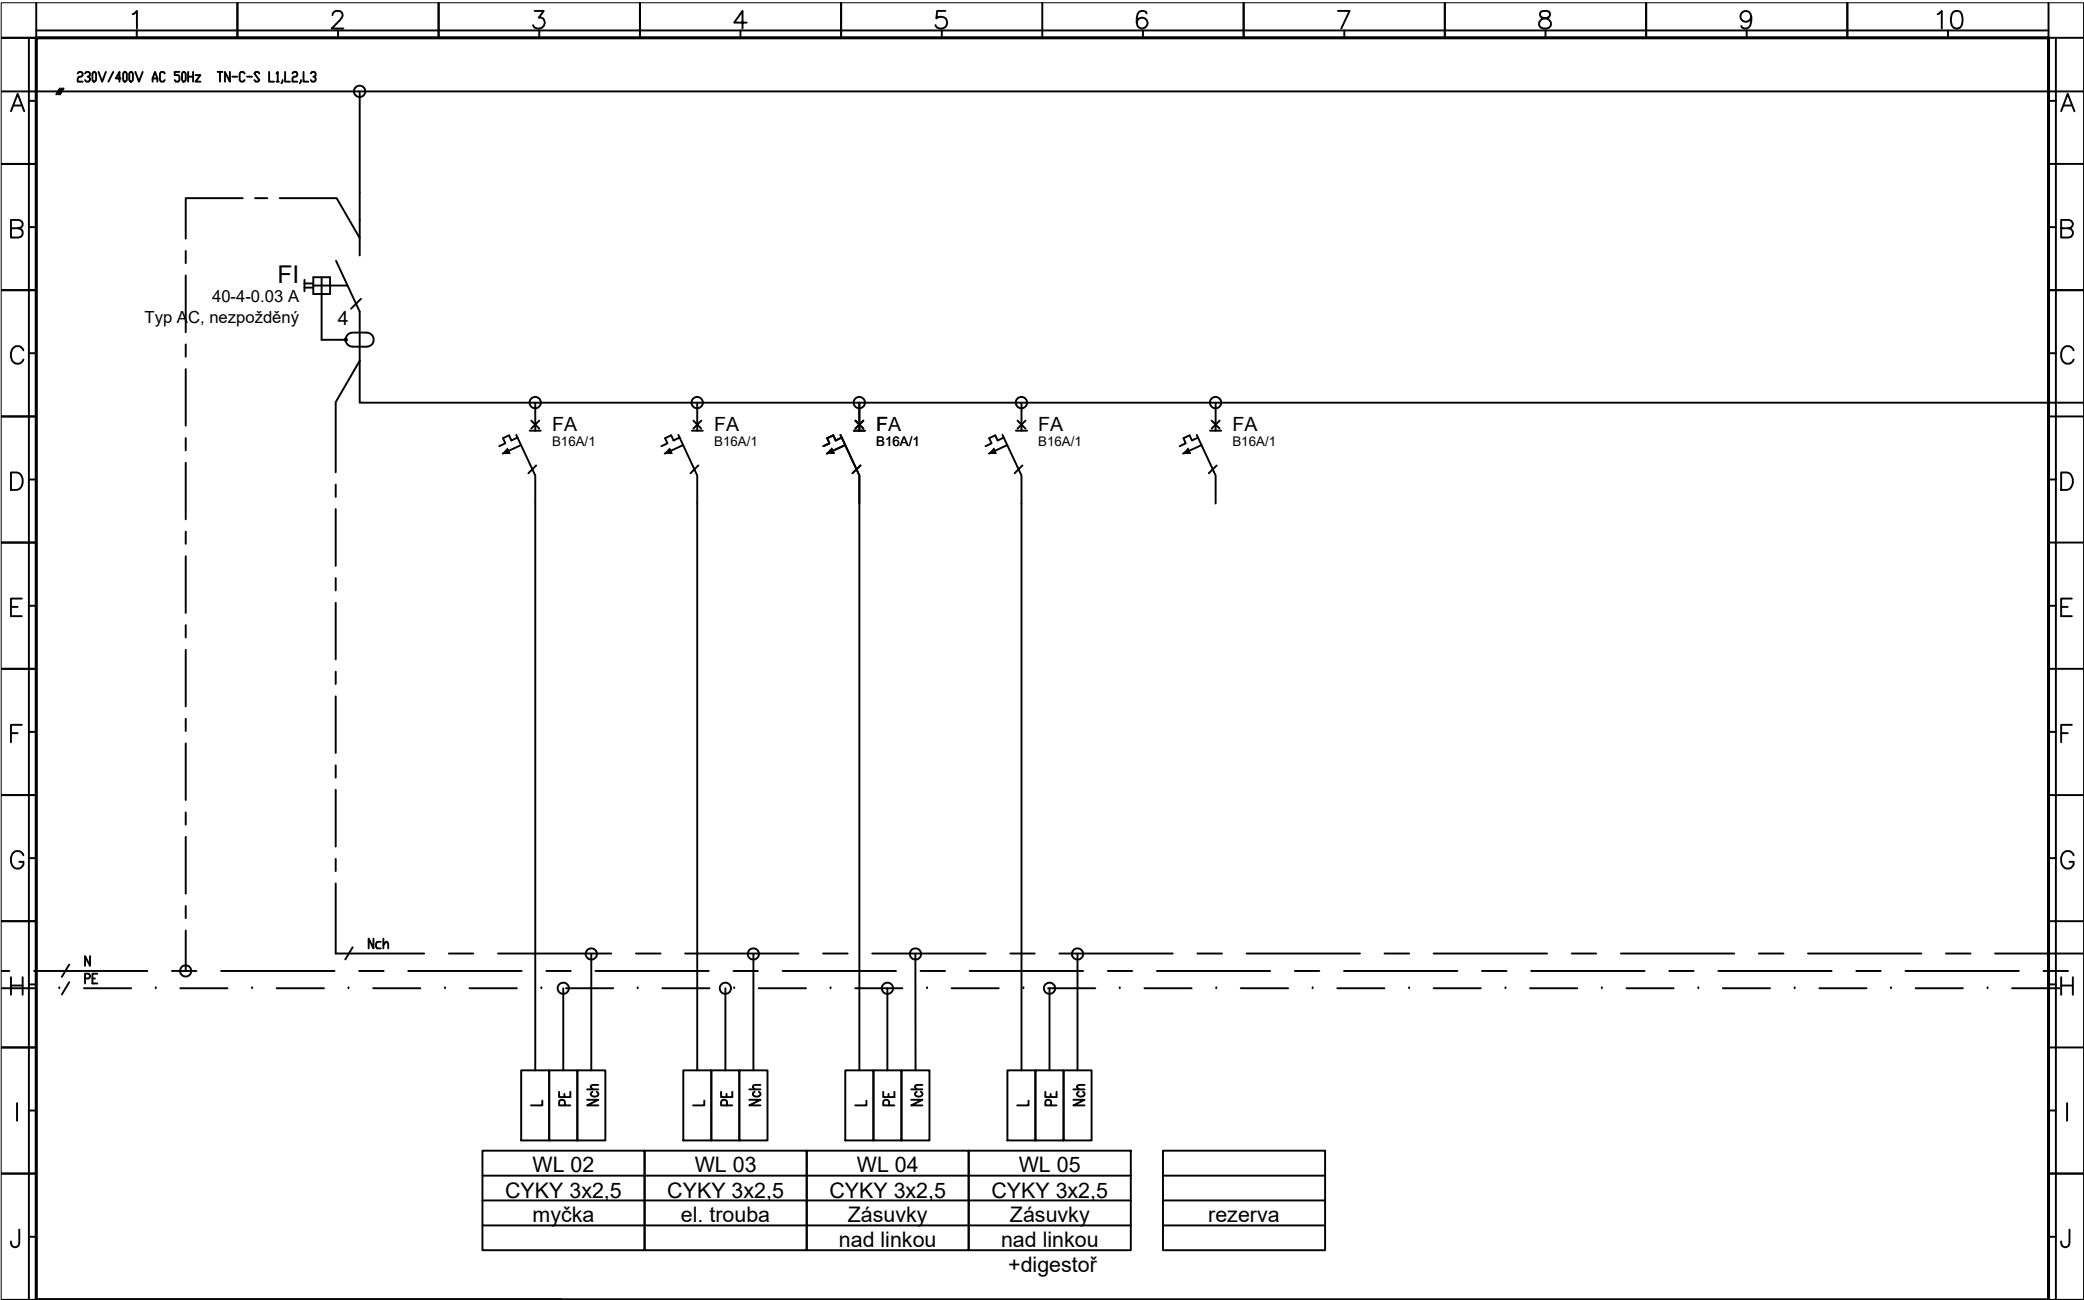 1 2 3 4 5 6 7 8 9 10
230V/400V AC 50Hz TN-C-S L1,L2,L3
A A
B B
FI
40-4-0.03 A
Typ AC, nezpožděný 4
C C
FA FA FA FA FA
B16A/1 B16A/1 B16A/1 B16A/1 B16A/1
D D
E E
F F
G G
Nch
N
PE
H H
L PE Nch L PE Nch L PE Nch L PE Nch
I I
WL 02 WL 03 WL 04 WL 05
CYKY 3x2,5 CYKY 3x2,5 CYKY 3x2,5 CYKY 3x2,5
myčka el. trouba Zásuvky Zásuvky rezerva
J nad linkou nad linkou J
+digestoř